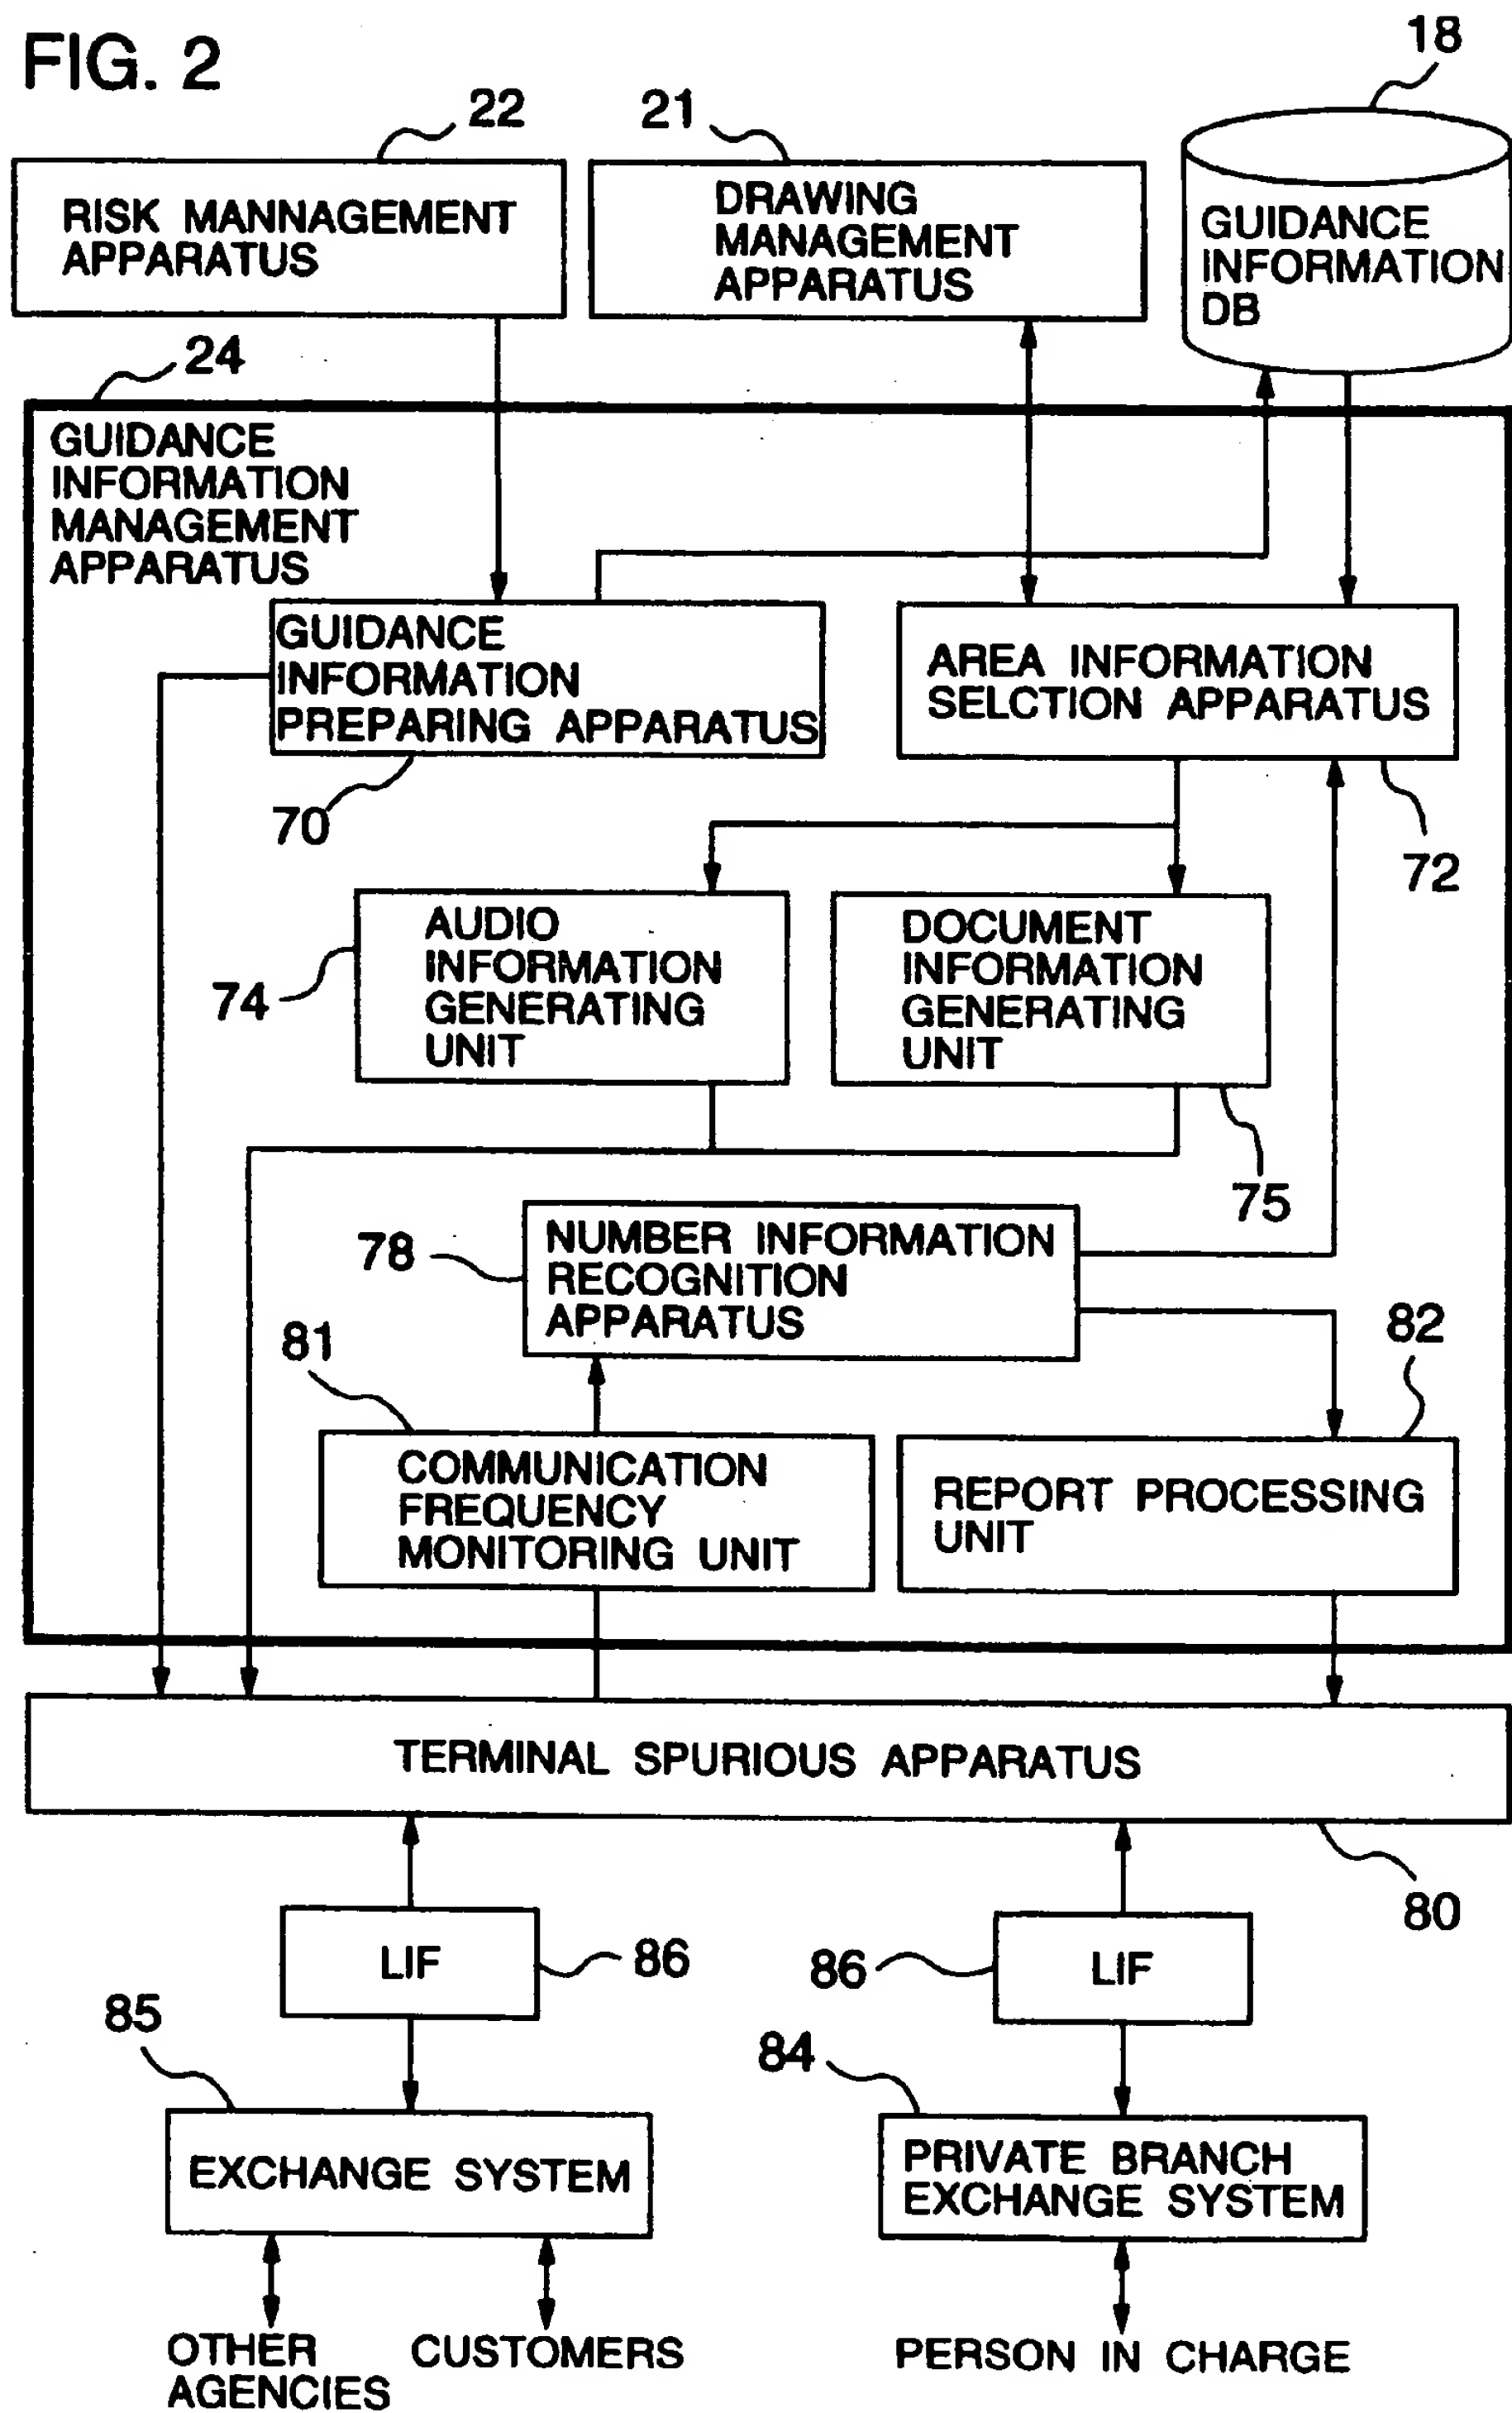 FIG. 2
18
22
21
RISK MANNAGEMENT
APPARATUS
DRAWING
MANAGEMENT
APPARATUS
GUIDANCE
INFORMATION
DB
24
GUIDANCE
INFORMATION
MANAGEMENT
APPARATUS
GUIDANCE
INFORMATION
PREPARING APPARATUS
AREA INFORMATION
SELCTION APPARATUS
70
72
AUDIO
INFORMATION
GENERATING
UNIT
74
DOCUMENT
INFORMATION
GENERATING
UNIT
75
78
NUMBER INFORMATION
RECOGNITION
APPARATUS
81
82
COMMUNICATION
FREQUENCY
MONITORING UNIT
REPORT PROCESSING
UNIT
TERMINAL SPURIOUS APPARATUS
80
LIF
86
86
LIF
85
84
EXCHANGE SYSTEM
PRIVATE BRANCH
EXCHANGE SYSTEM
OTHER
AGENCIES
CUSTOMERS
PERSON IN CHARGE